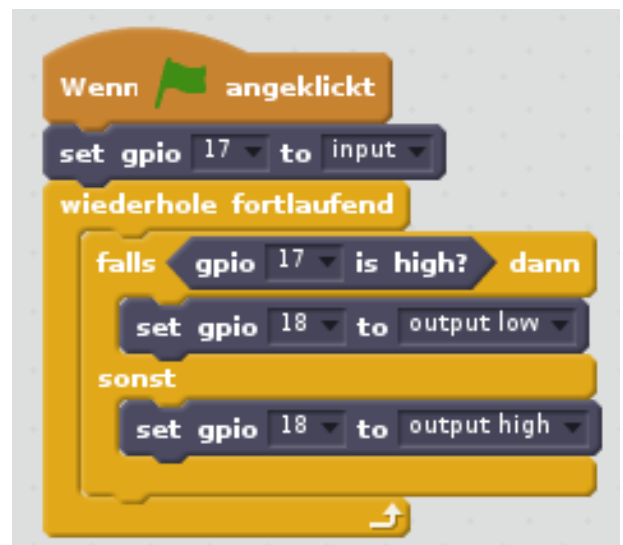 Wenn angeklickt
set gpio 17 to input
wiederhole fortlaufend
falls gpio 17 is high? dann
set gpio 18 to output low
sonst
set gpio 18 to output high